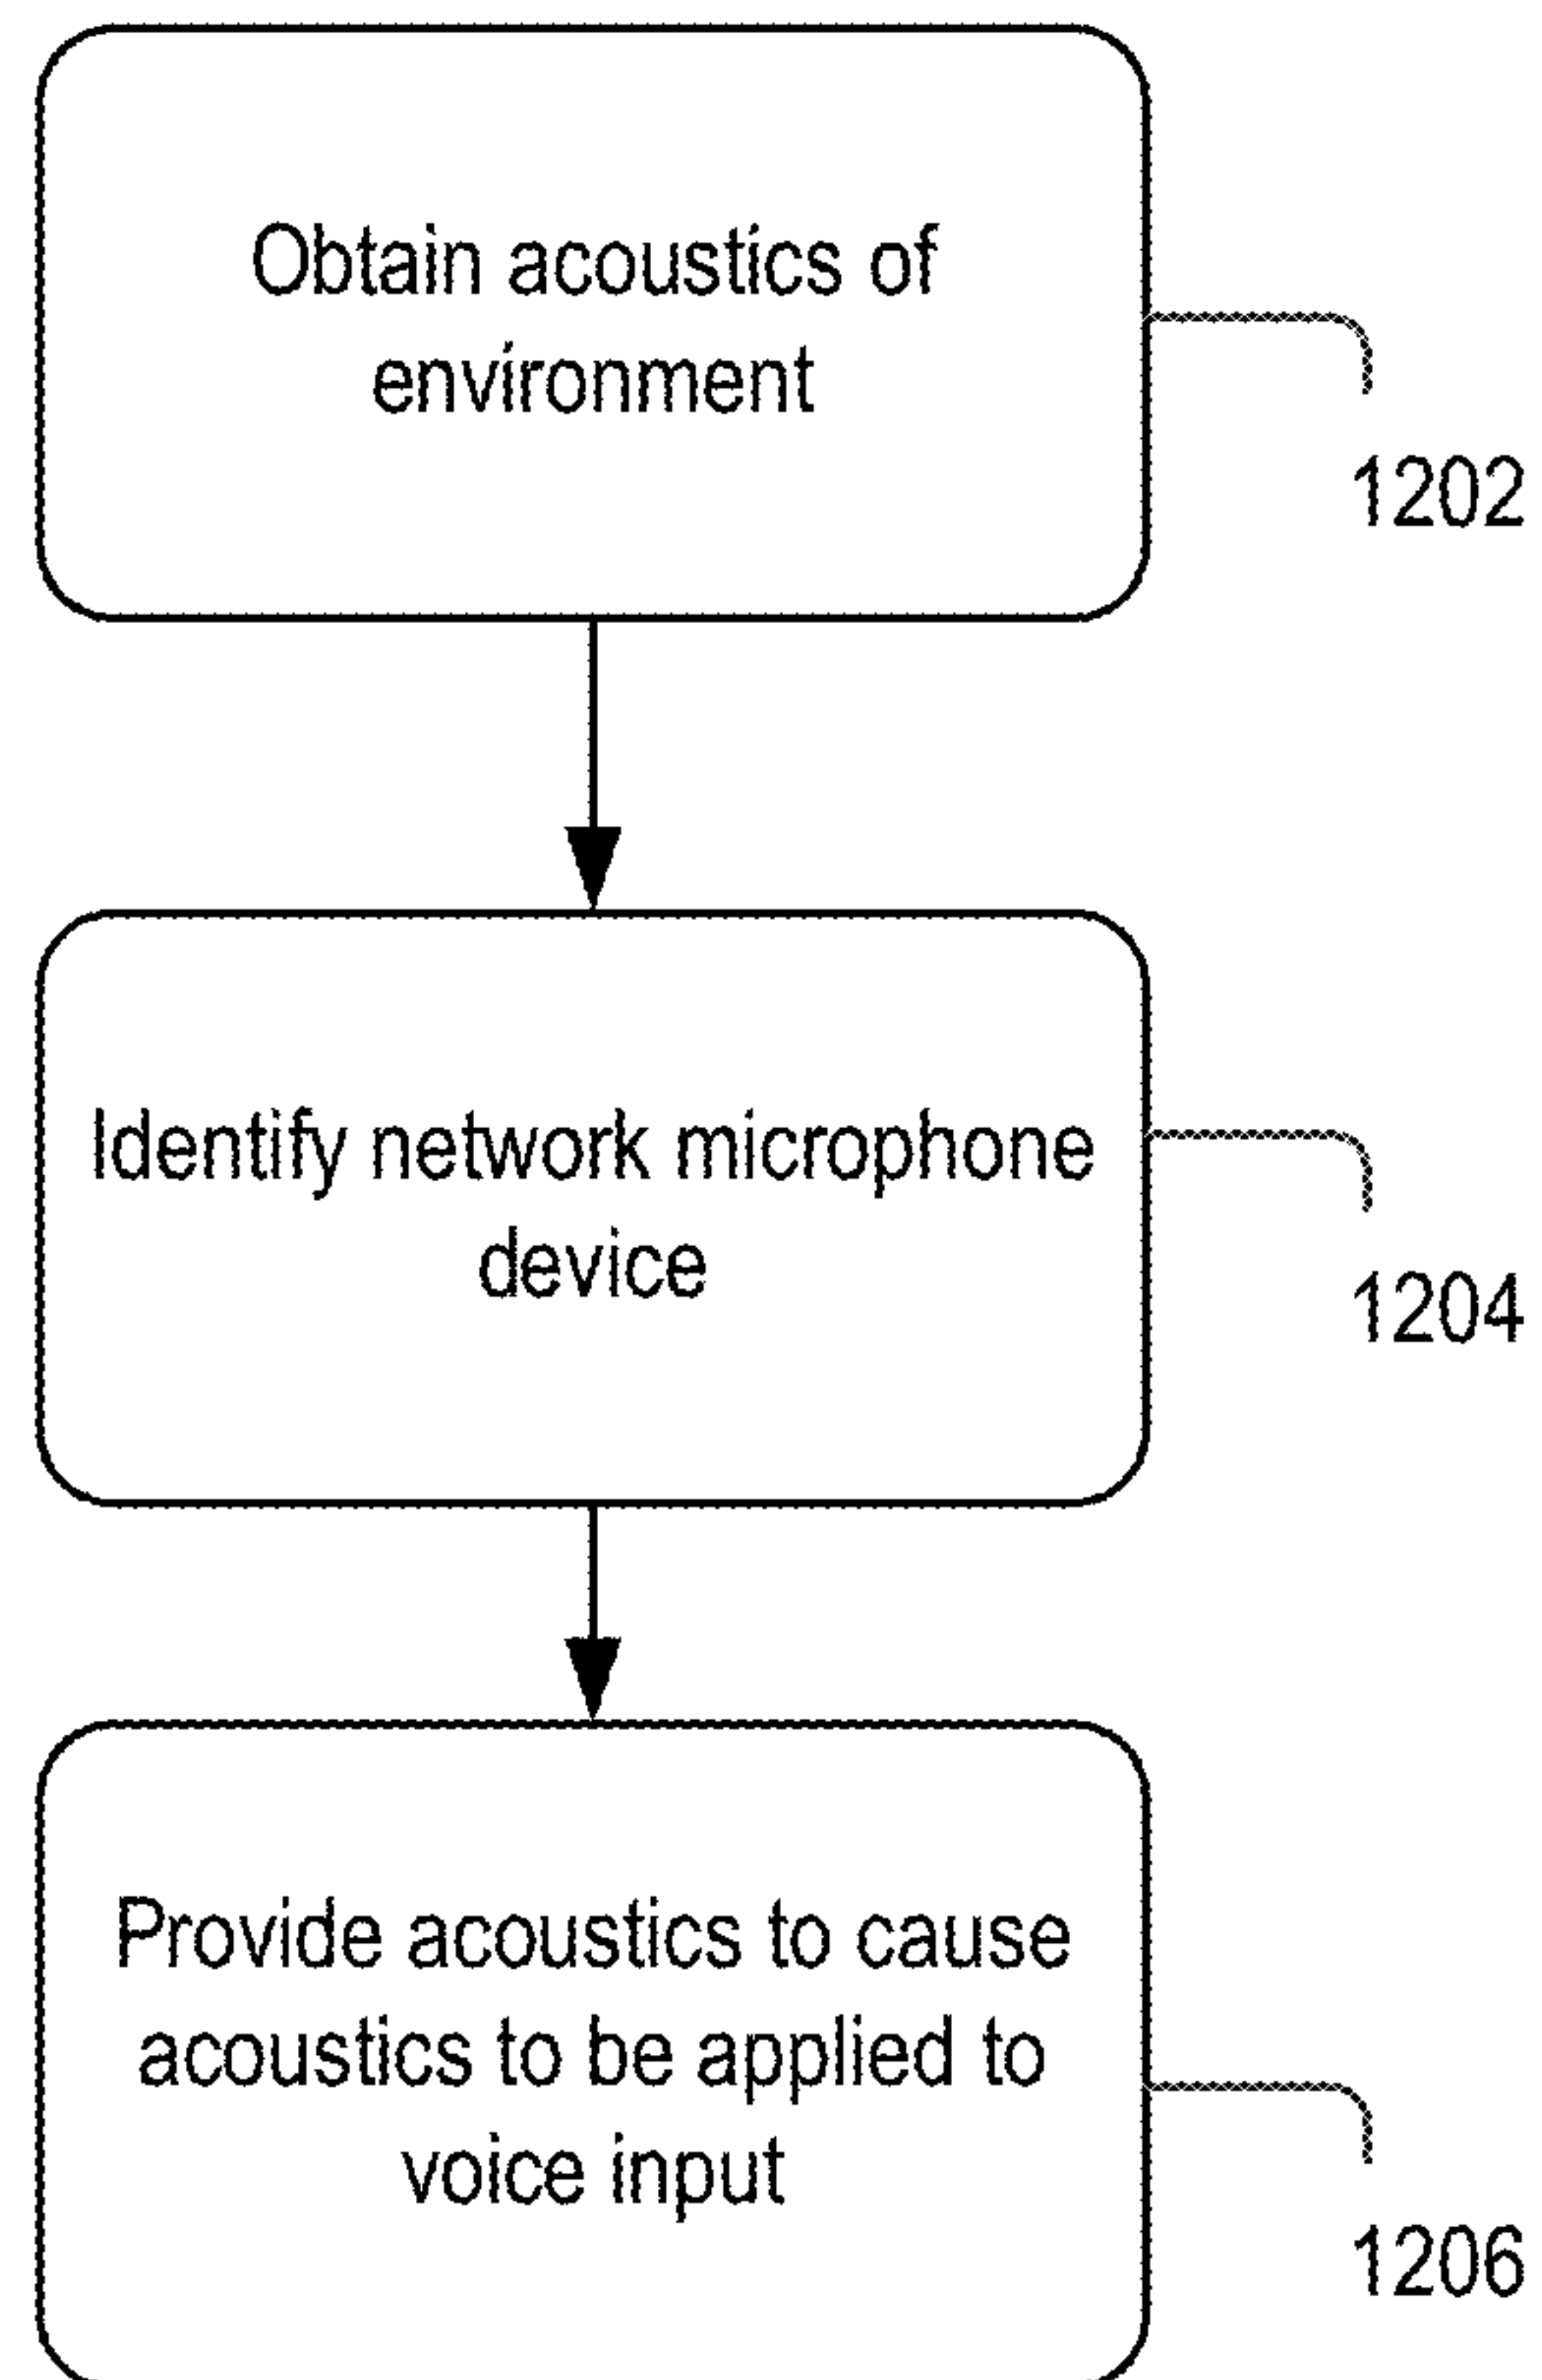 Obtain acoustics of
environment
1202
Identify network microphone
device
1204
Provide acoustics to cause
acoustics to be applied to
voice input
1206